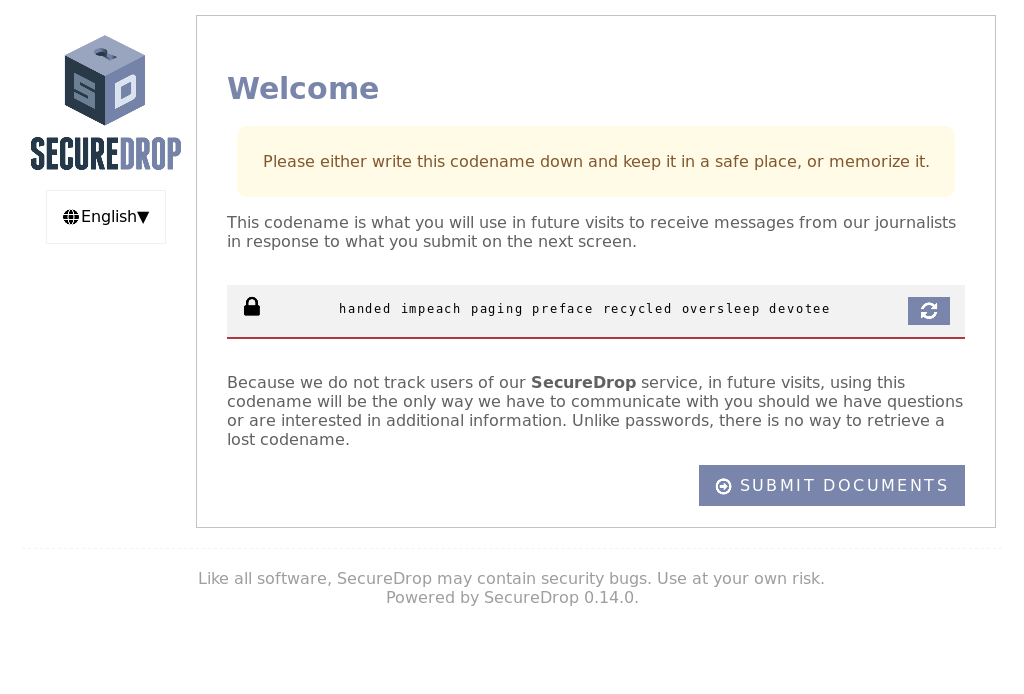 SD
SECUREDROP
English▼
Welcome
Please either write this codename down and keep it in a safe place, or memorize it.
This codename is what you will use in future visits to receive messages from our journalists
in response to what you submit on the next screen.
handed impeach paging preface recycled oversleep devotee
Because we do not track users of our SecureDrop service, in future visits, using this
codename will be the only way we have to communicate with you should we have questions
or are interested in additional information. Unlike passwords, there is no way to retrieve a
lost codename.
SUBMIT DOCUMENTS
Like all software, SecureDrop may contain security bugs. Use at your own risk.
Powered by SecureDrop 0.14.0.